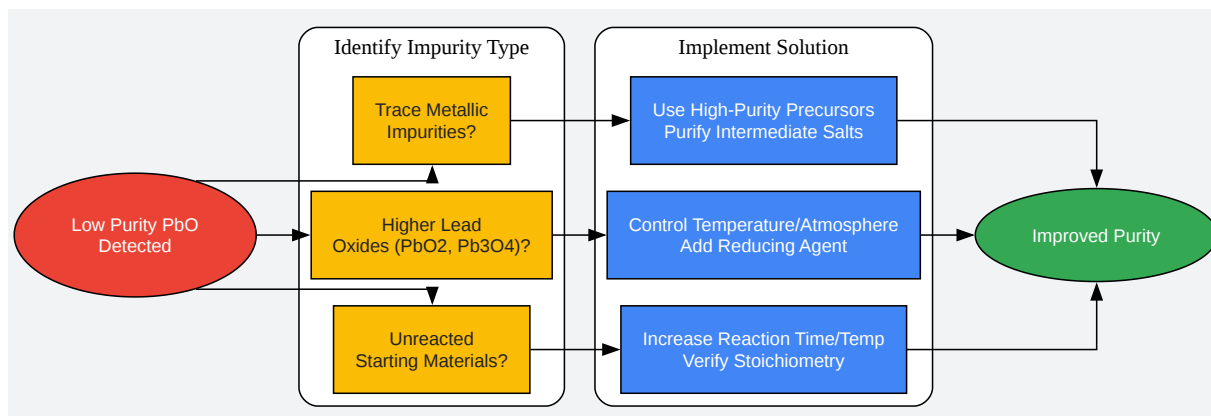 Identify Impurity Type
Implement Solution
Trace Metallic
Impurities?
Use High-Purity Precursors
Purify Intermediate Salts
Low Purity PbO
Detected
Higher Lead
Oxides (PbO2, Pb3O4)?
Control Temperature/Atmosphere
Add Reducing Agent
Improved Purity
Unreacted
Starting Materials?
Increase Reaction Time/Temp
Verify Stoichiometry